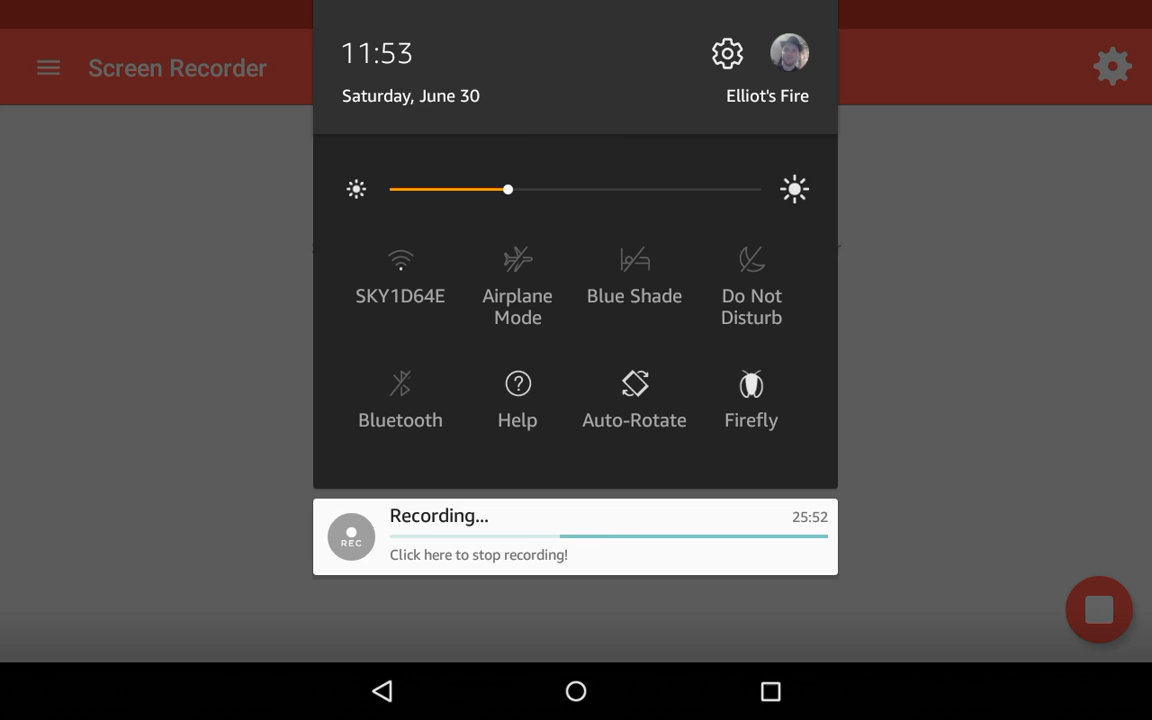 11:53
Screen Recorder
Saturday, June 30
Elliot's Fire
SKY1D64E
Airplane
Mode
Blue Shade
Do Not
Disturb
Bluetooth
Help
Auto-Rotate
Firefly
Recording...
25:52
REC
Click here to stop recording!